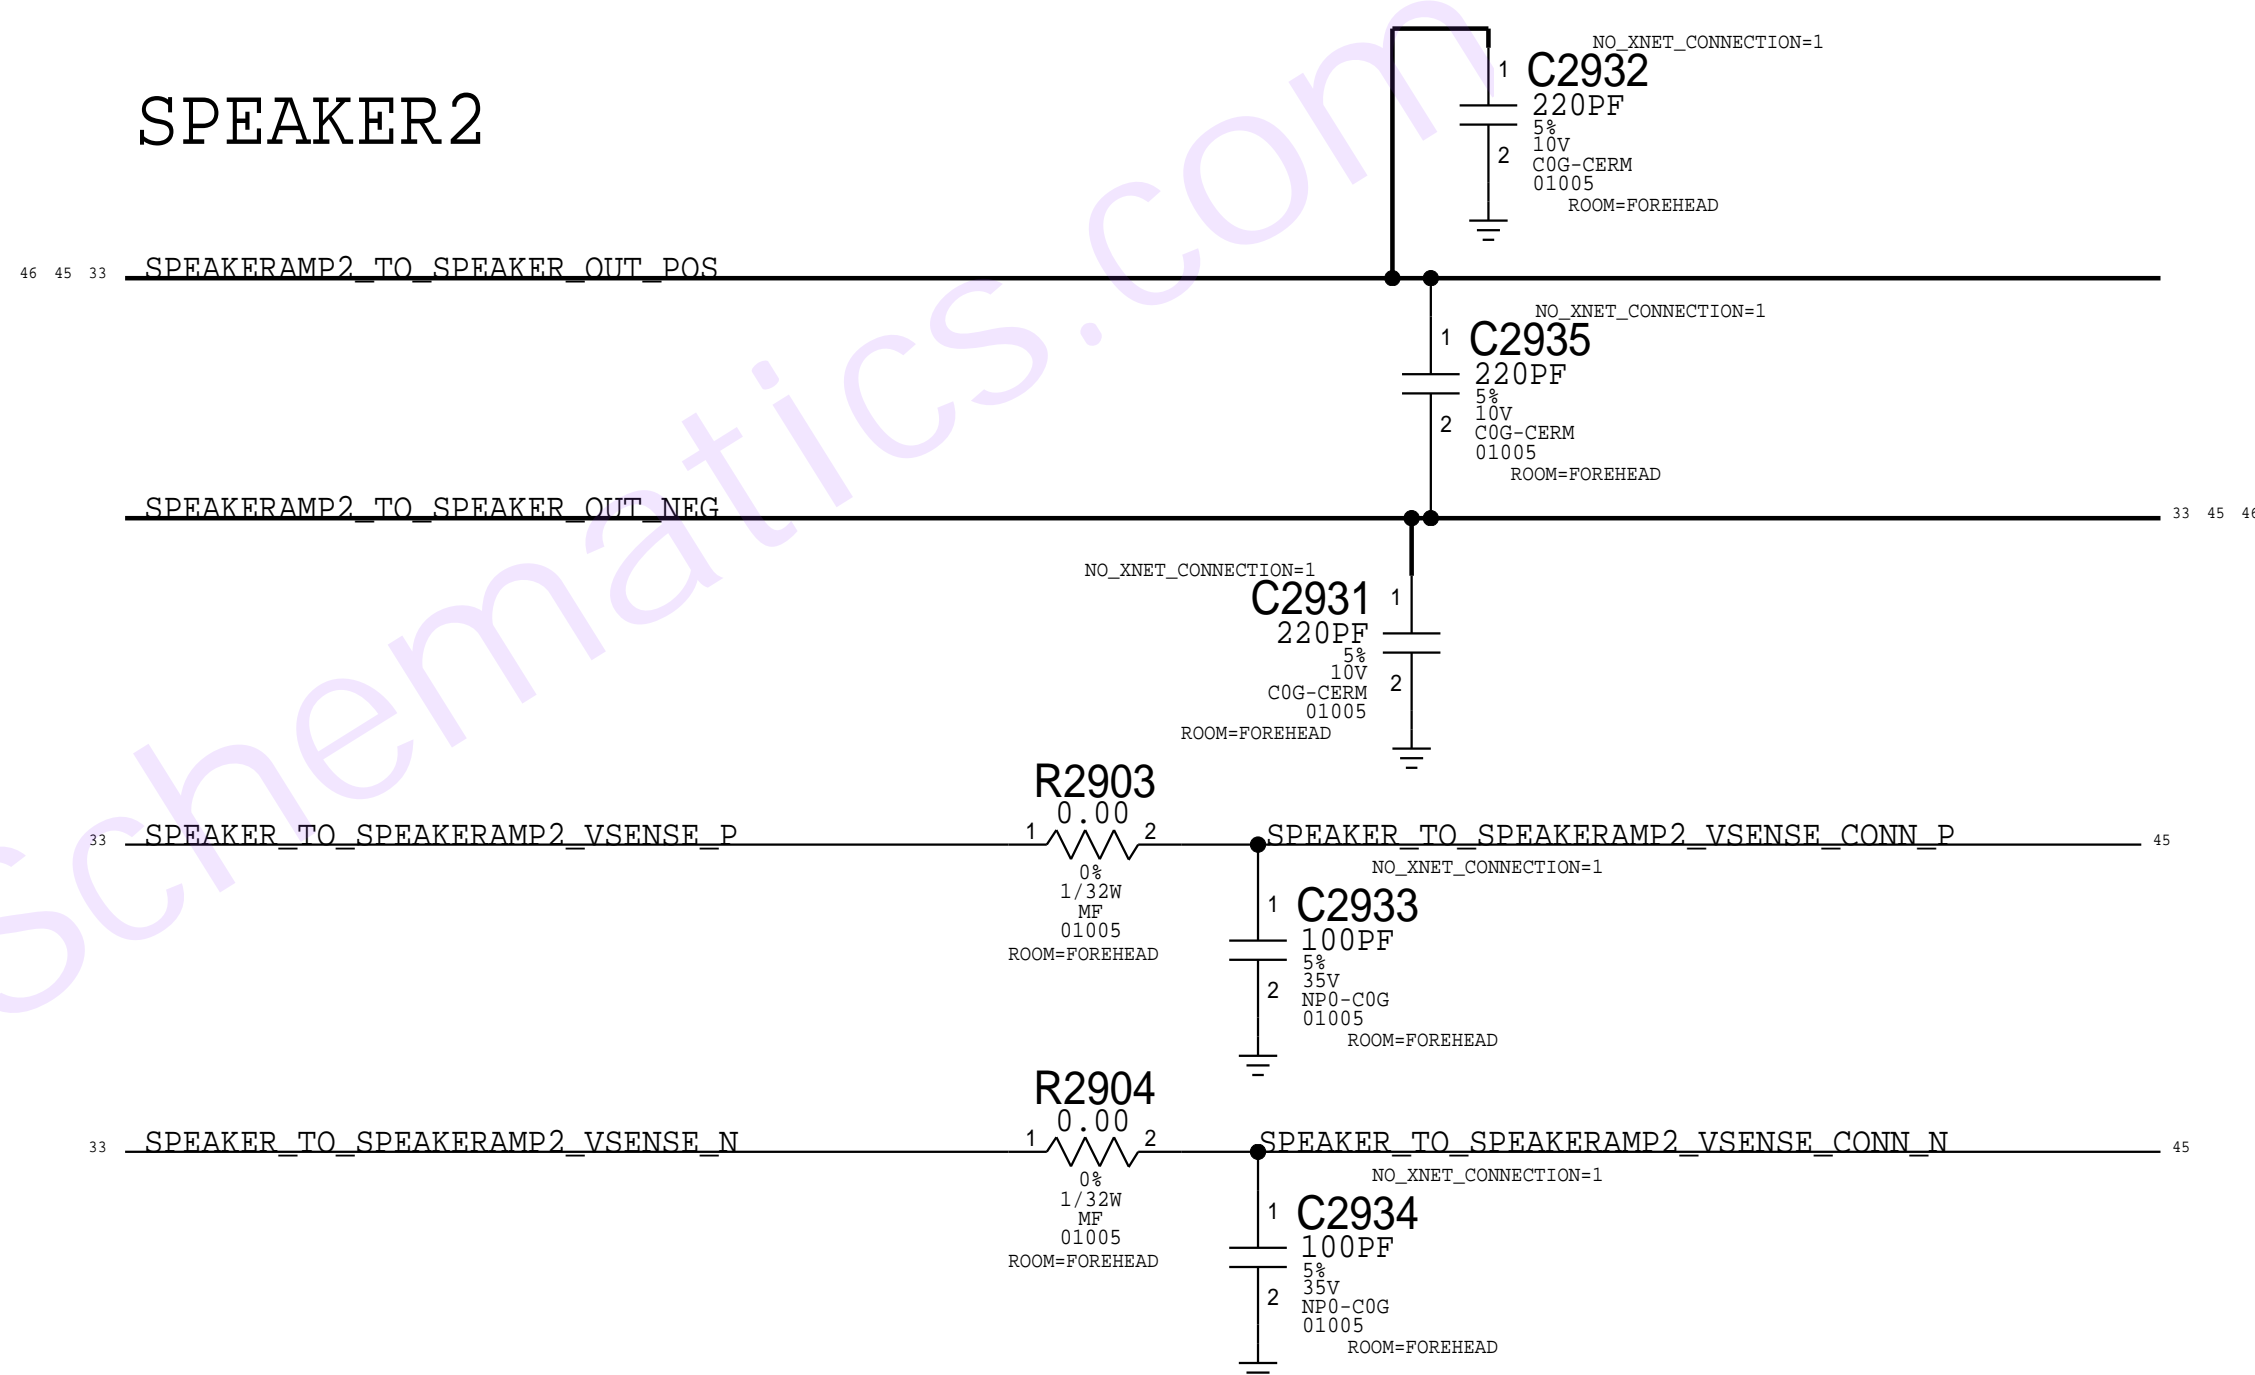 SPEAKER2
NO_XNET_CONNECTION=1
1 C2932
220PF
5%
10V
2
C0G-CERM
01005
ROOM=FOREHEAD
46 45 33 SPEAKERAMP2_TO_SPEAKER_OUT_POS
NO_XNET_CONNECTION=1
1 C2935
220PF
5%
10V
2
C0G-CERM
01005
ROOM=FOREHEAD
SPEAKERAMP2_TO_SPEAKER_OUT_NEG 33 45 46
NO_XNET_CONNECTION=1
C2931 1
220PF
5%
10V
2
C0G-CERM
01005
ROOM=FOREHEAD
R2903
0.00
33 SPEAKER_TO_SPEAKERAMP2_VSENSE_P 1 2 SPEAKER_TO_SPEAKERAMP2_VSENSE_CONN_P 45
0%
1/32W
MF
01005
ROOM=FOREHEAD
NO_XNET_CONNECTION=1
1 C2933
100PF
5%
35V
2
NP0-C0G
01005
ROOM=FOREHEAD
R2904
0.00
33 SPEAKER_TO_SPEAKERAMP2_VSENSE_N 1 2 SPEAKER_TO_SPEAKERAMP2_VSENSE_CONN_N 45
0%
1/32W
MF
01005
ROOM=FOREHEAD
NO_XNET_CONNECTION=1
1 C2934
100PF
5%
35V
2
NP0-C0G
01005
ROOM=FOREHEAD
Schematics.com